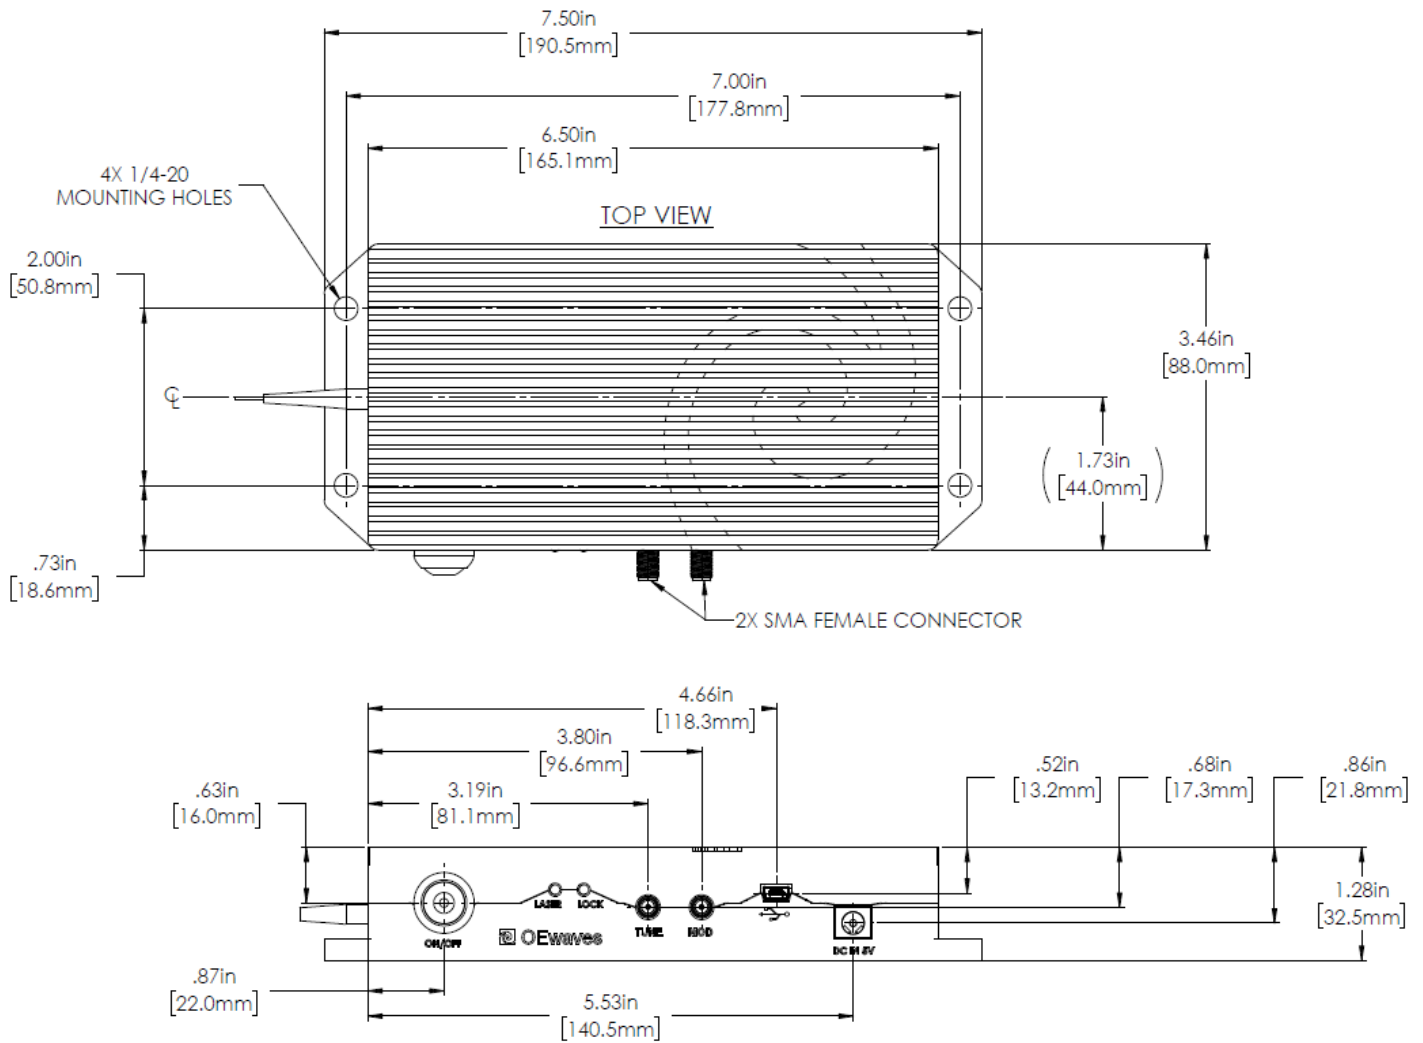 7.50in
[190.5mm]
7.00in
[177.8mm]
6.50in
[165.1mm]
4X 1/4-20
MOUNTING HOLES
TOP VIEW
2.00in
[50.8mm]
3.46in
[88.0mm]
℄
1.73in
[44.0mm]
.73in
[18.6mm]
2X SMA FEMALE CONNECTOR
4.66in
[118.3mm]
3.80in
[96.6mm]
.52in
[13.2mm]
.68in
[17.3mm]
.86in
[21.8mm]
.63in
[16.0mm]
3.19in
[81.1mm]
1.28in
[32.5mm]
LASER LOCK
TUNE MOD
ON/OFF
OEwaves
DC IN 5V
.87in
[22.0mm]
5.53in
[140.5mm]